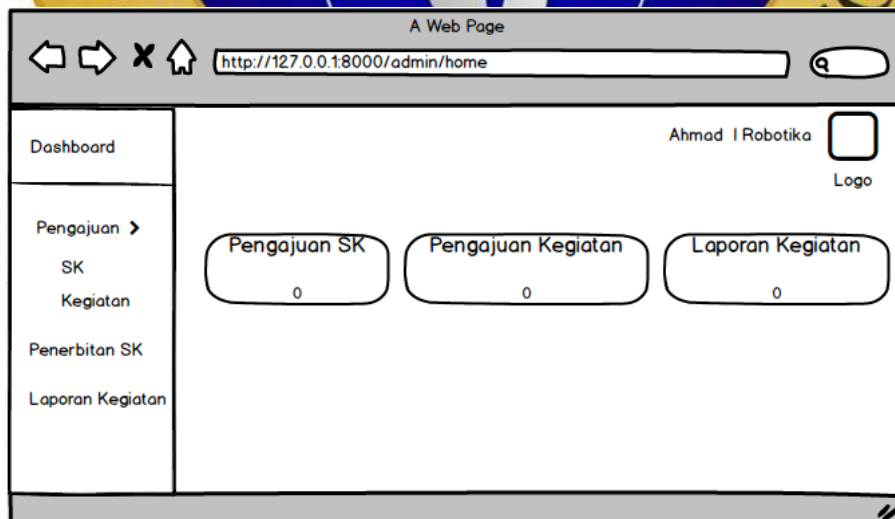 A Web Page
http://127.0.0.1:8000/admin/home
Dashboard
Ahmad | Robotika
Logo
Pengajuan >
SK
Kegiatan
Penerbitan SK
Laporan Kegiatan
Pengajuan SK
0
Pengajuan Kegiatan
0
Laporan Kegiatan
0